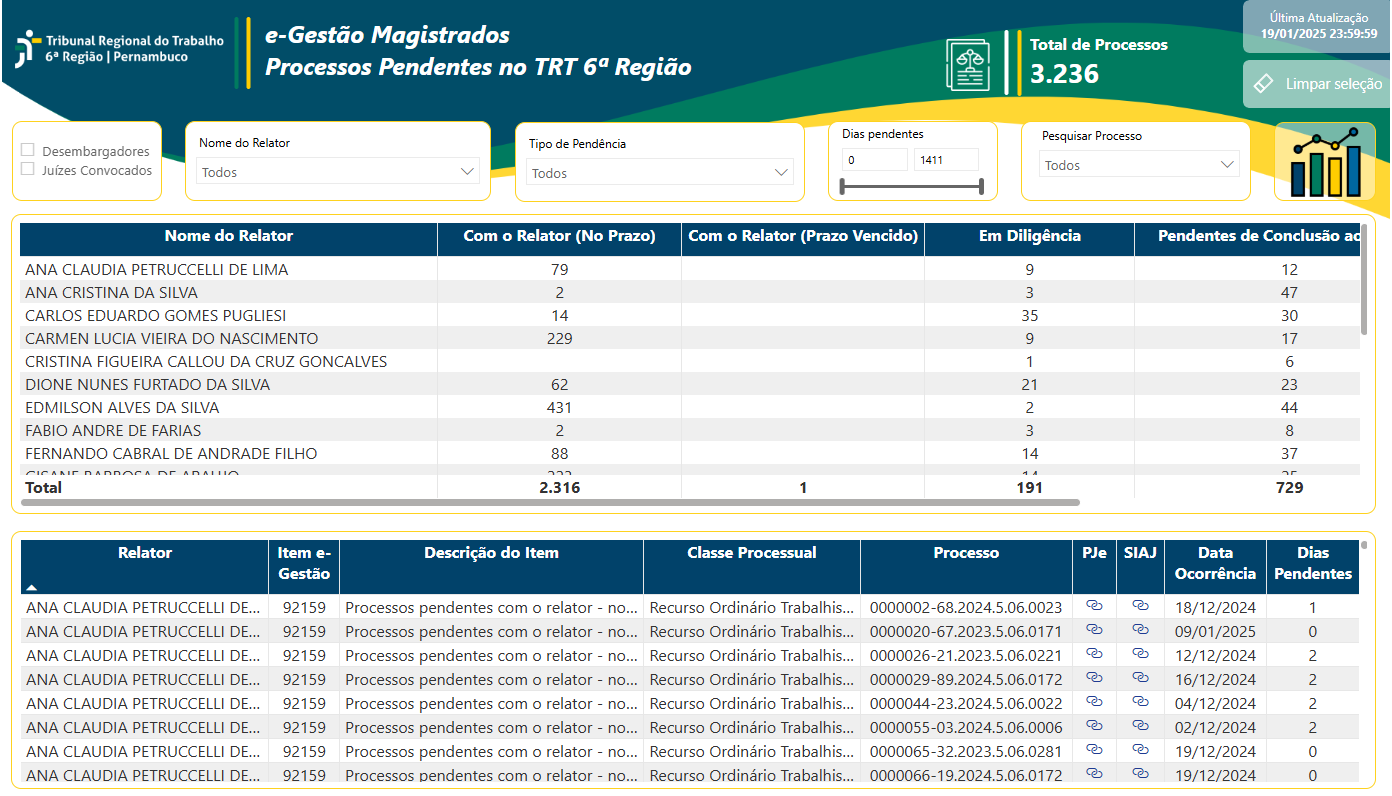 Tribunal Regional do Trabalho
6ª Região | Pernambuco
e-Gestão Magistrados
Processos Pendentes no TRT 6ª Região
Total de Processos
3.236
Última Atualização
19/01/2025 23:59:59
Limpar seleção
Desembargadores
Juízes Convocados
Nome do Relator
Todos
Tipo de Pendência
Todos
Dias pendentes
0 1411
Pesquisar Processo
Todos
Nome do Relator Com o Relator (No Prazo) Com o Relator (Prazo Vencido) Em Diligência Pendentes de Conclusão ao
ANA CLAUDIA PETRUCCELLI DE LIMA 79 9 12
ANA CRISTINA DA SILVA 2 3 47
CARLOS EDUARDO GOMES PUGLIESI 14 35 30
CARMEN LUCIA VIEIRA DO NASCIMENTO 229 9 17
CRISTINA FIGUEIRA CALLOU DA CRUZ GONCALVES 1 6
DIONE NUNES FURTADO DA SILVA 62 21 23
EDMILSON ALVES DA SILVA 431 2 44
FABIO ANDRE DE FARIAS 2 3 8
FERNANDO CABRAL DE ANDRADE FILHO 88 14 37
GISANE BARBOSA DE ARAUJO
Total 2.316 1 191 729
Relator Item e-Gestão Descrição do Item Classe Processual Processo PJe SIAJ Data Ocorrência Dias Pendentes
ANA CLAUDIA PETRUCCELLI DE... 92159 Processos pendentes com o relator - no... Recurso Ordinário Trabalhis... 0000002-68.2024.5.06.0023 18/12/2024 1
ANA CLAUDIA PETRUCCELLI DE... 92159 Processos pendentes com o relator - no... Recurso Ordinário Trabalhis... 0000020-67.2023.5.06.0171 09/01/2025 0
ANA CLAUDIA PETRUCCELLI DE... 92159 Processos pendentes com o relator - no... Recurso Ordinário Trabalhis... 0000026-21.2023.5.06.0221 12/12/2024 2
ANA CLAUDIA PETRUCCELLI DE... 92159 Processos pendentes com o relator - no... Recurso Ordinário Trabalhis... 0000029-89.2023.5.06.0172 16/12/2024 2
ANA CLAUDIA PETRUCCELLI DE... 92159 Processos pendentes com o relator - no... Recurso Ordinário Trabalhis... 0000044-23.2024.5.06.0022 04/12/2024 2
ANA CLAUDIA PETRUCCELLI DE... 92159 Processos pendentes com o relator - no... Recurso Ordinário Trabalhis... 0000055-03.2024.5.06.0006 02/12/2024 2
ANA CLAUDIA PETRUCCELLI DE... 92159 Processos pendentes com o relator - no... Recurso Ordinário Trabalhis... 0000065-32.2023.5.06.0281 19/12/2024 0
ANA CLAUDIA PETRUCCELLI DE... 92159 Processos pendentes com o relator - no... Recurso Ordinário Trabalhis... 0000066-19.2024.5.06.0172 19/12/2024 0